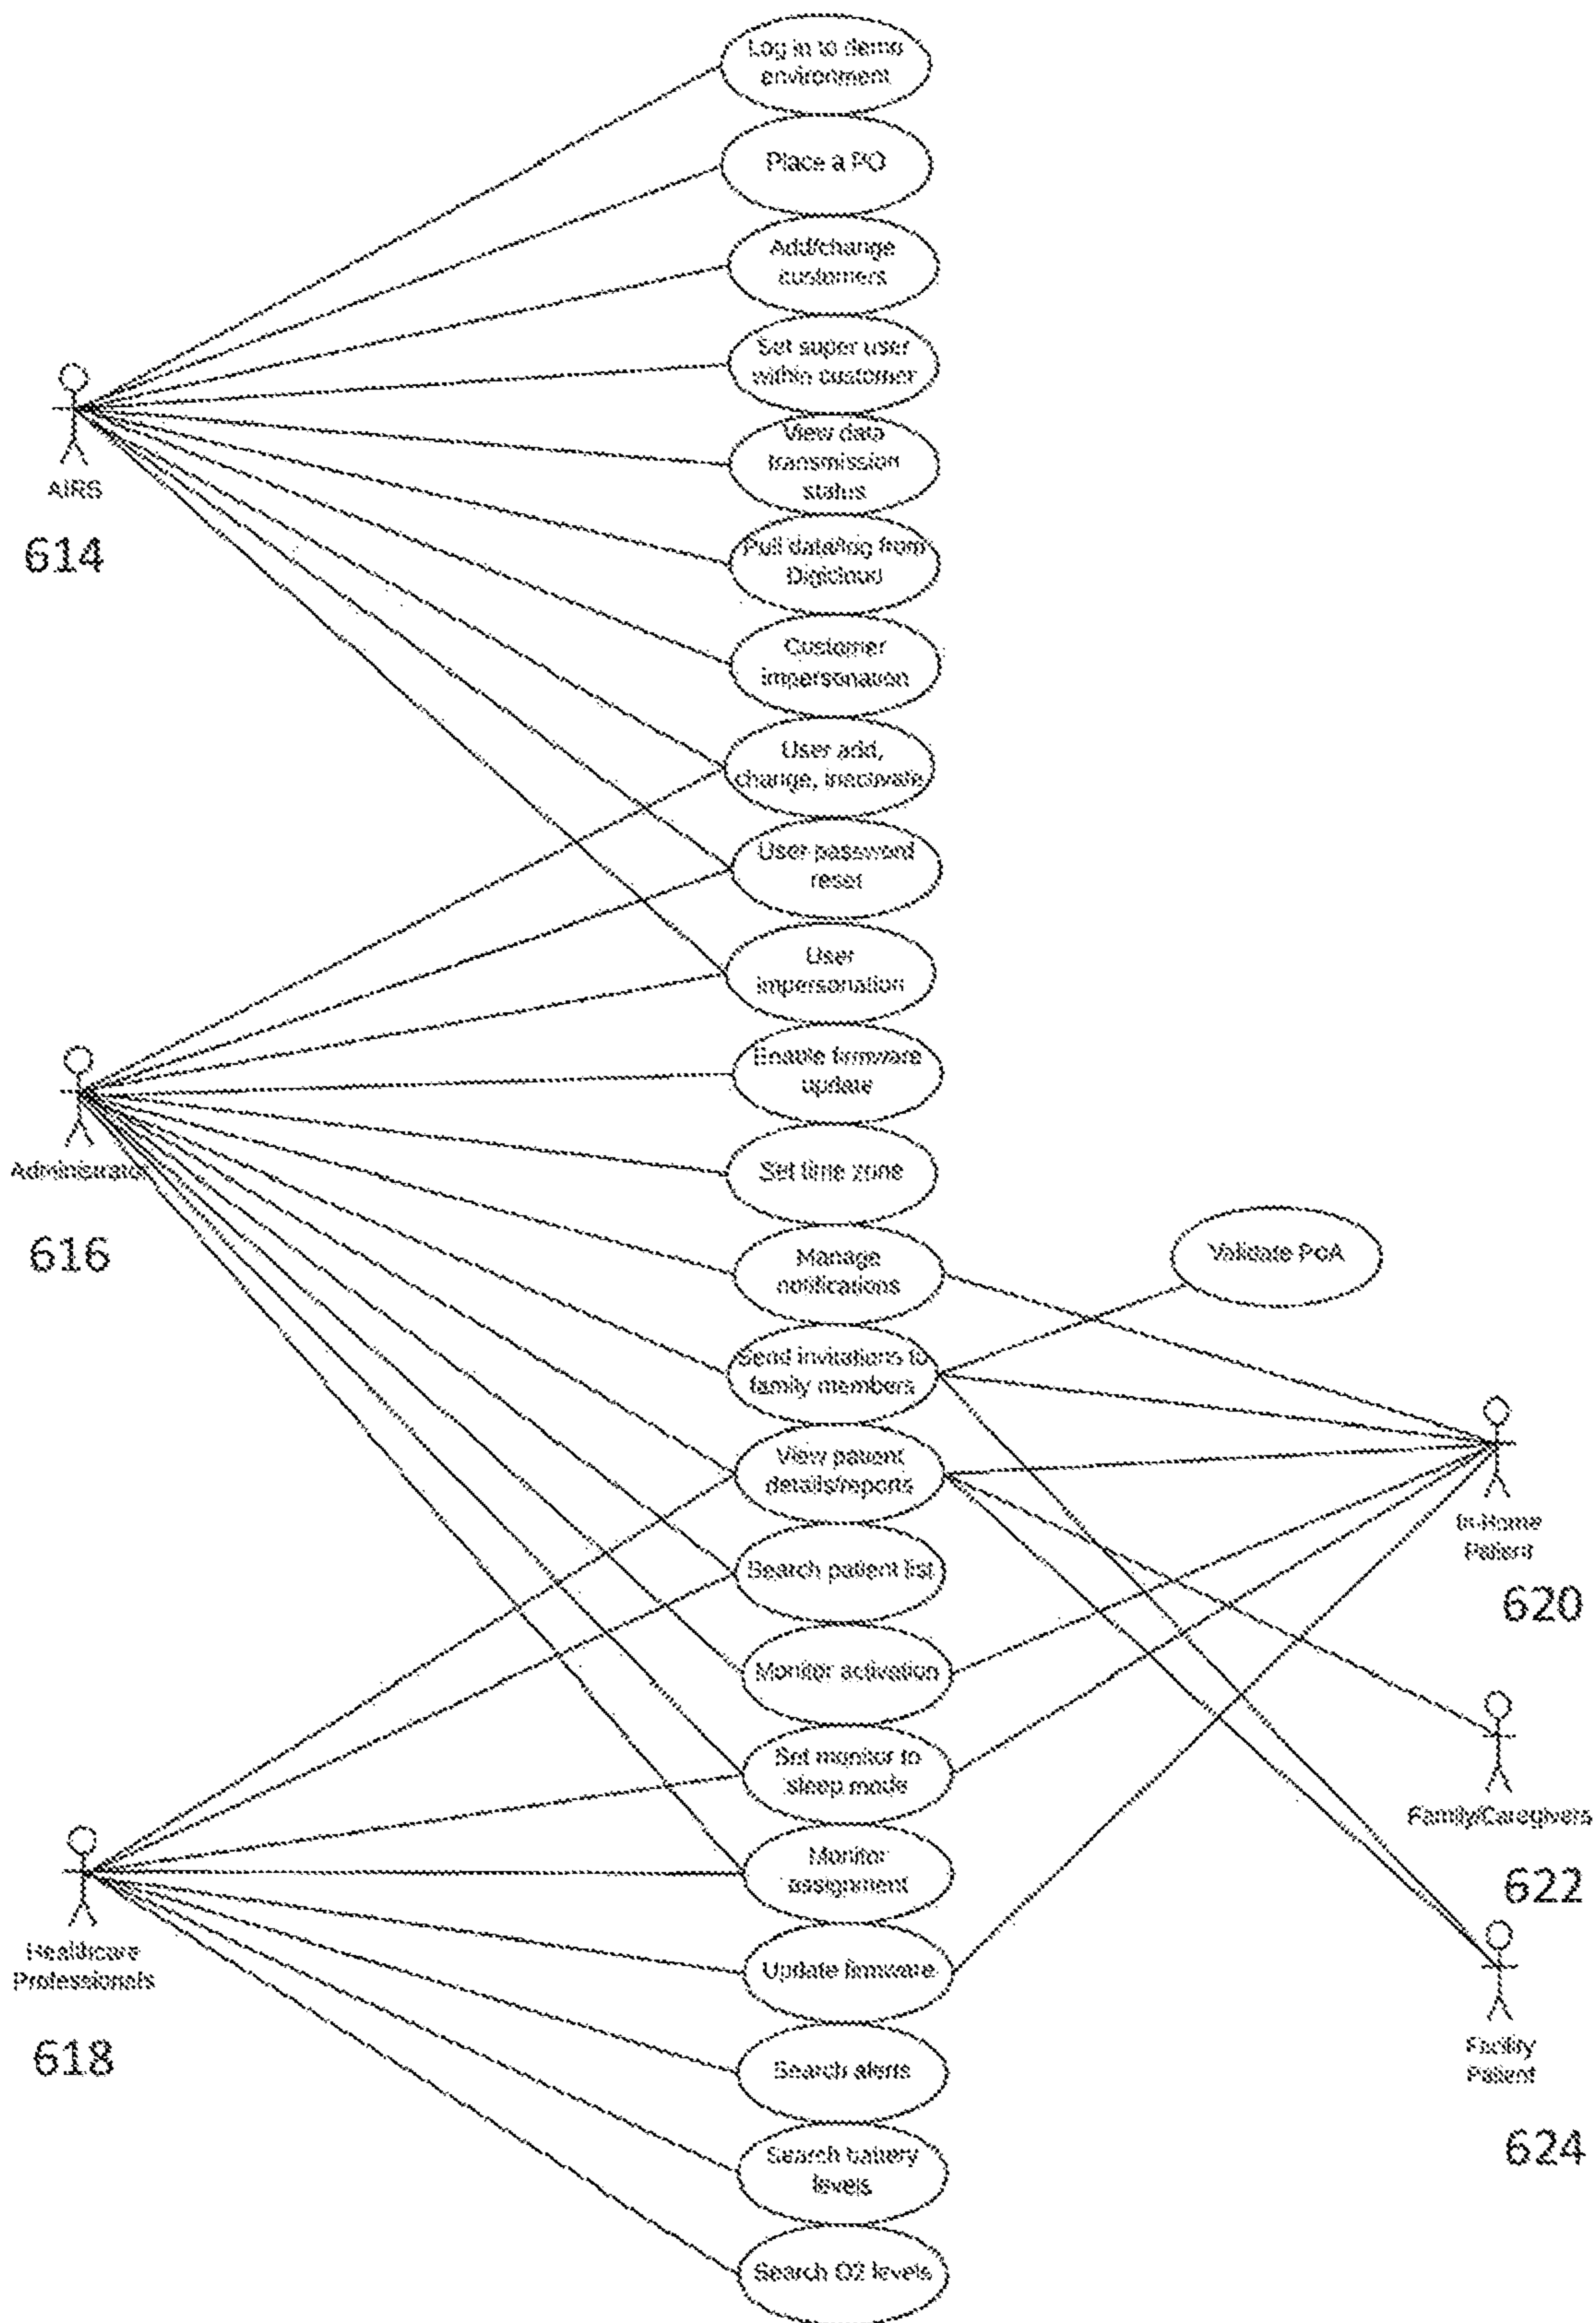 Log in to demo
environment
Place a PO
Add/change
customers
Set super user
within customer
View data
transmission
status
Pull data/log from
Digicloud
Customer
impersonation
User add,
change, inactivate
User password
reset
User
impersonation
Enable firmware
update
Set time zone
Manage
notifications
Send invitations to
family members
View patient
details/reports
Search patient list
Monitor activation
Set monitor to
sleep mode
Monitor
assignment
Update firmware
Search alerts
Search battery
levels
Search O2 levels
Validate PoA
AIRS
614
Administrator
616
Healthcare
Professionals
618
In-Home
Patient
620
Family/Caregivers
622
Facility
Patient
624